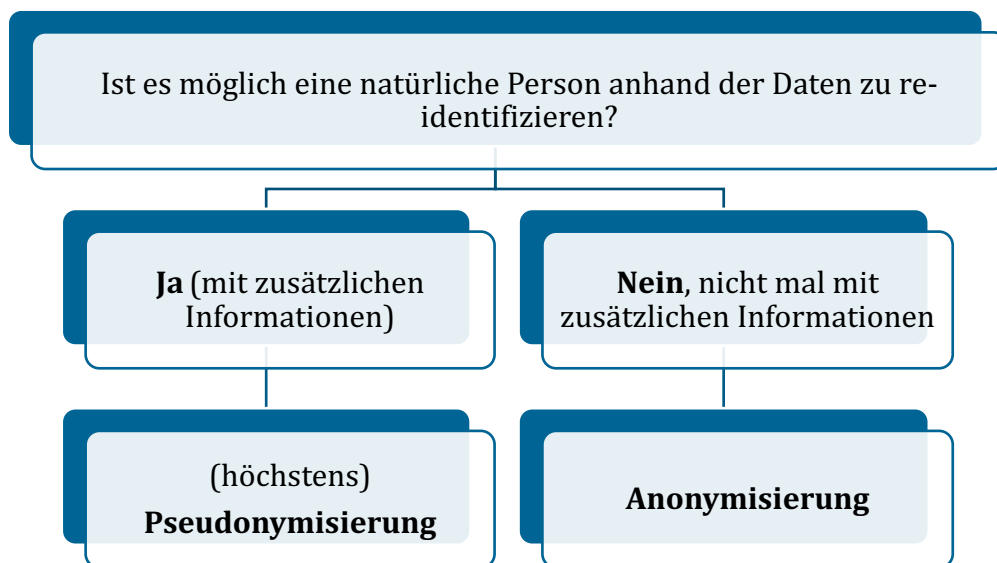 Ist es möglich eine natürliche Person anhand der Daten zu re-
identifizieren?
Ja (mit zusätzlichen
Informationen)
Nein, nicht mal mit
zusätzlichen Informationen
(höchstens)
Pseudonymisierung
Anonymisierung